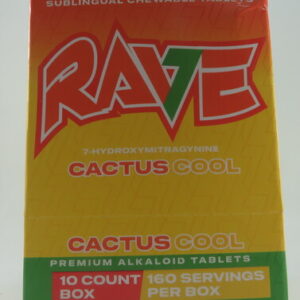 SUBLINGUAL CHEWABLE TABLETS
RAVE
7-HYDROXYMITRAGYNINE
CACTUS COOL
CACTUS COOL
PREMIUM ALKALOID TABLETS
10 COUNT 160 SERVINGS
BOX PER BOX